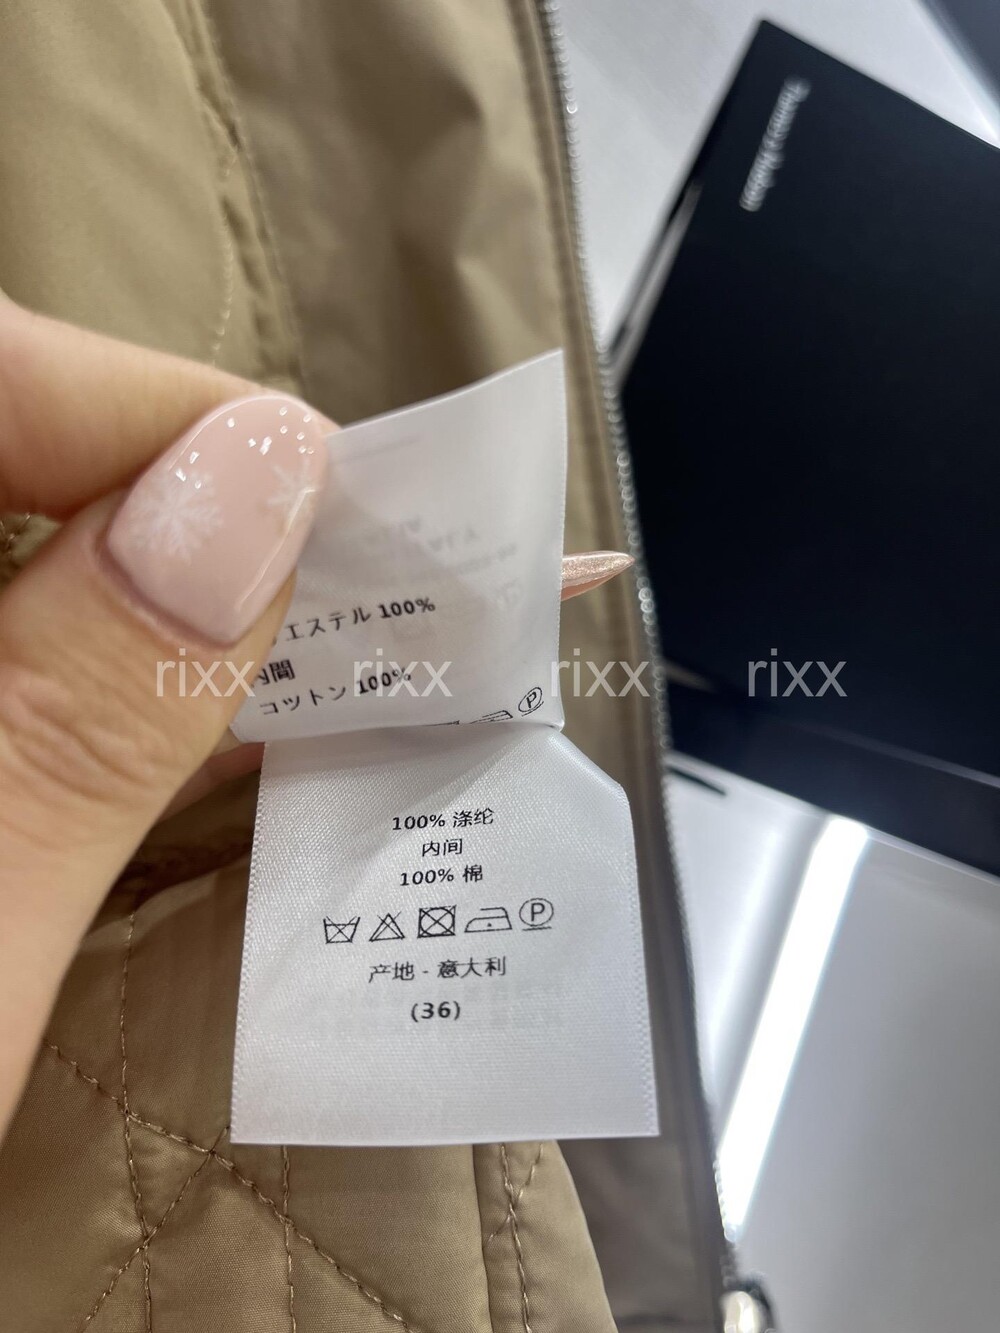 エステル 100%
内間
コットン 100%
P
rixx rixx rixx rixx
100% 涤纶
内间
100% 棉
P
产地 - 意大利
(36)